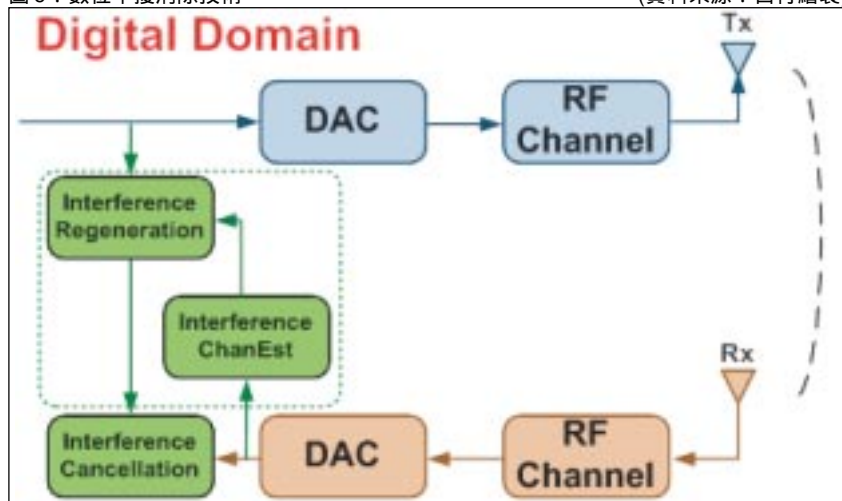 Digital Domain
Tx
DAC
RF
Channel
Interference
Regeneration
Interference
ChanEst
Rx
Interference
Cancellation
DAC
RF
Channel